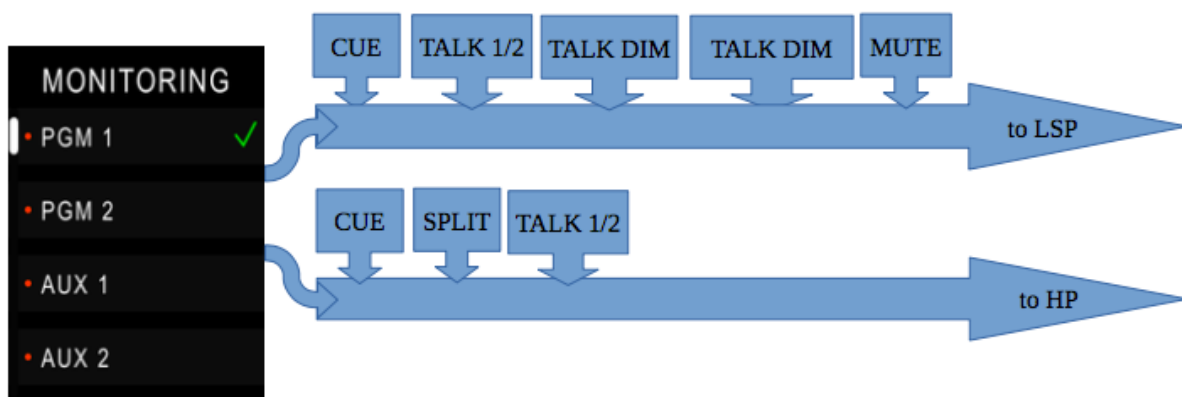 MONITORING
PGM 1
PGM 2
AUX 1
AUX 2
CUE
TALK 1/2
TALK DIM
TALK DIM
MUTE
to LSP
CUE
SPLIT
TALK 1/2
to HP